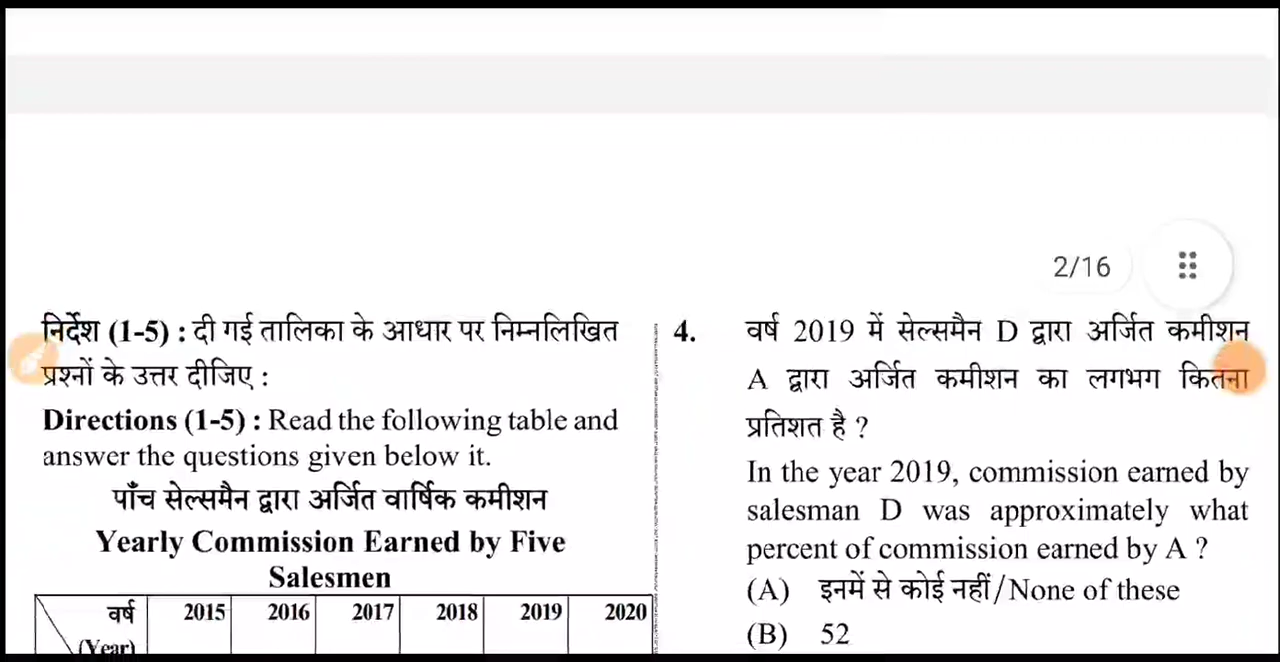 2/16
निर्देश (1-5) : दी गई तालिका के आधार पर निम्नलिखित
प्रश्नों के उत्तर दीजिए :
Directions (1-5) : Read the following table and
answer the questions given below it.
पाँच सेल्समैन द्वारा अर्जित वार्षिक कमीशन
Yearly Commission Earned by Five
Salesmen
वर्ष 2015 2016 2017 2018 2019 2020
(Year)
4. वर्ष 2019 में सेल्समैन D द्वारा अर्जित कमीशन
A द्वारा अर्जित कमीशन का लगभग कितना
प्रतिशत है ?
In the year 2019, commission earned by
salesman D was approximately what
percent of commission earned by A ?
(A) इनमें से कोई नहीं/None of these
(B) 52